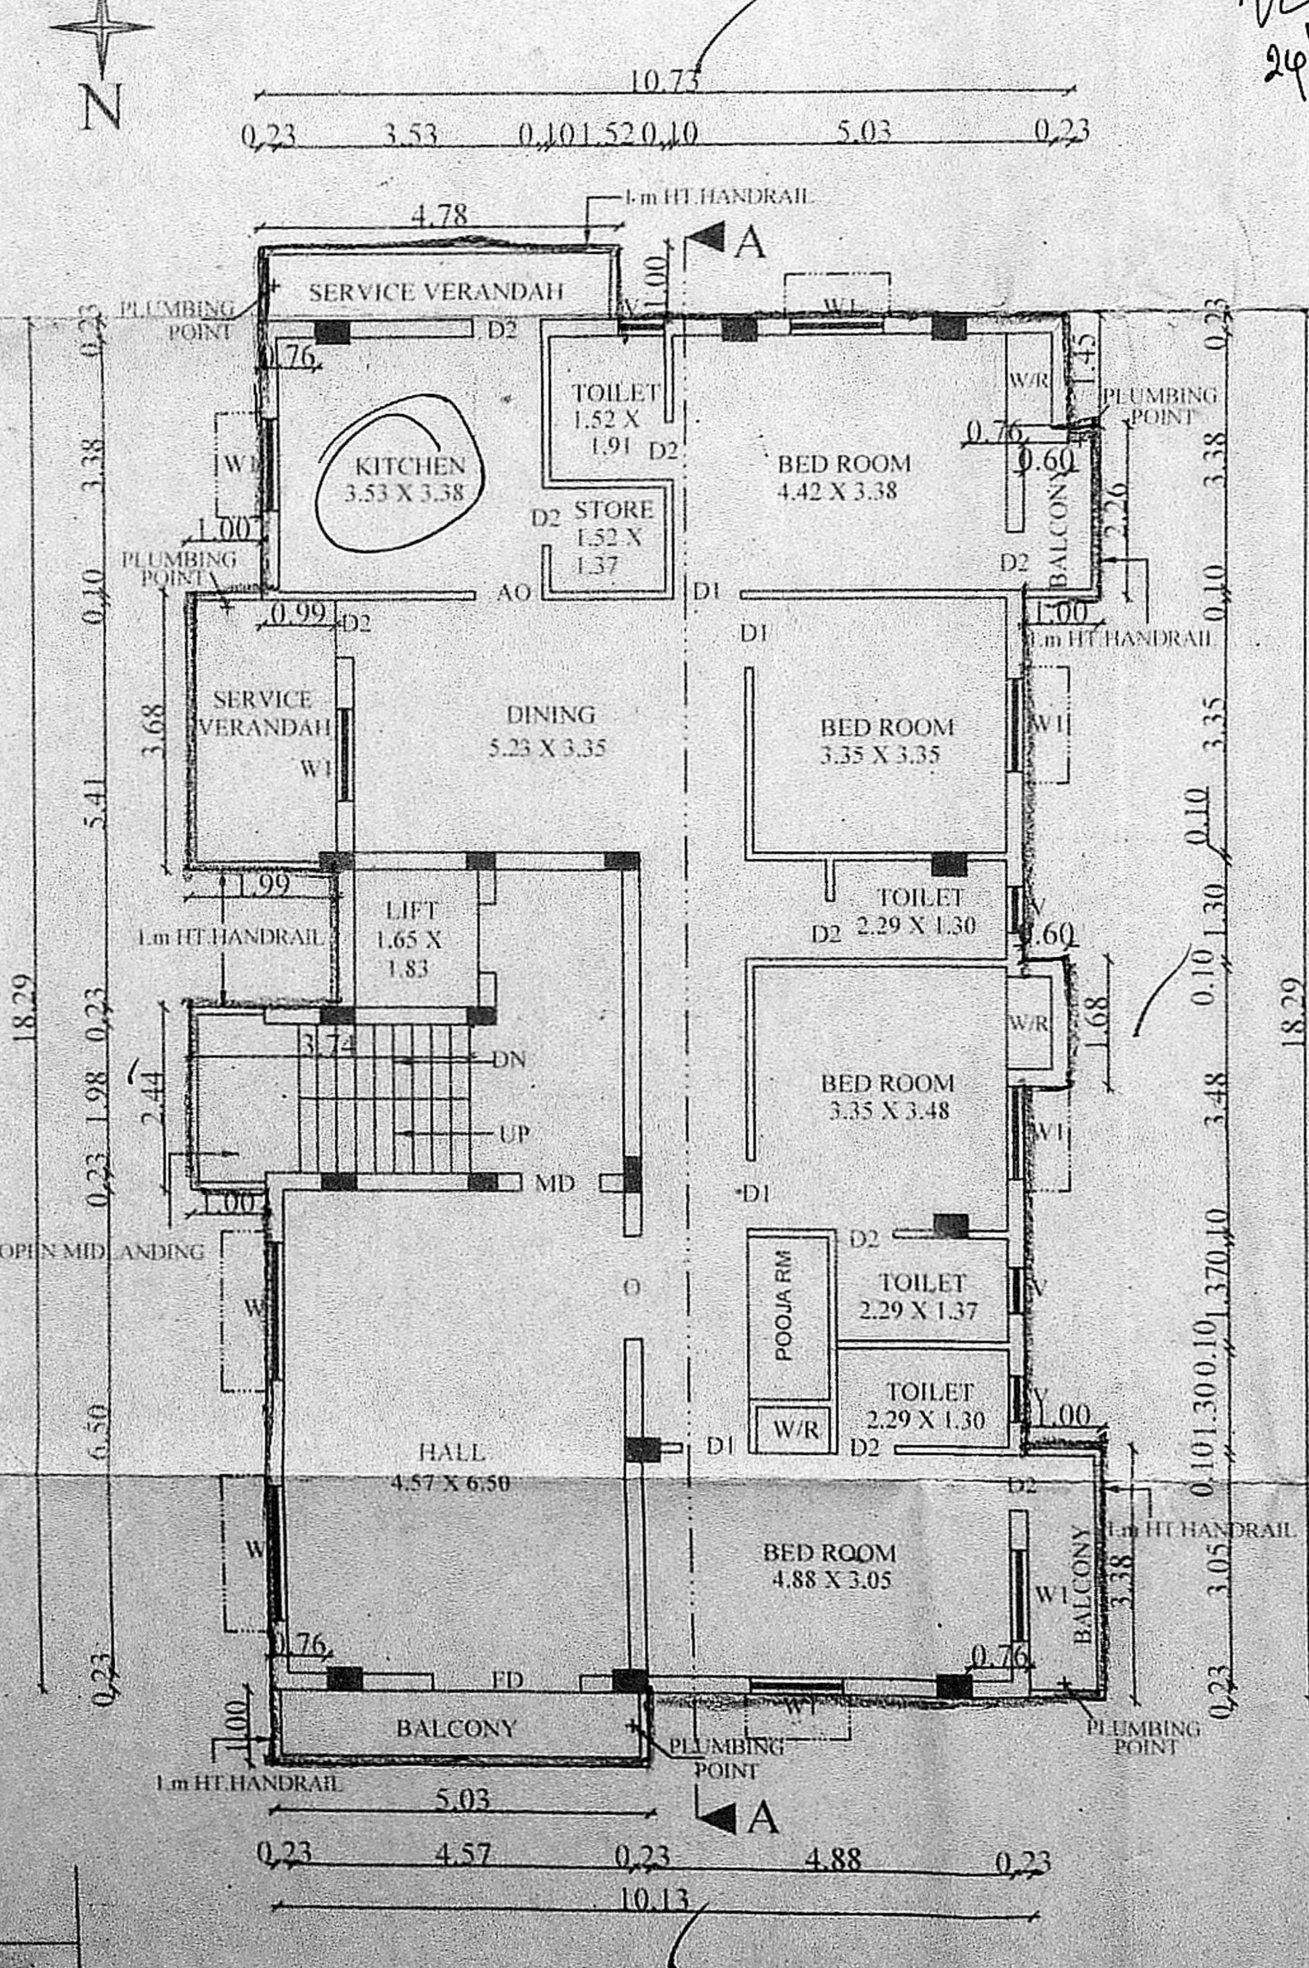 N
24
10.73
0.23 3.53 0.10 1.52 0.10 5.03 0.23
1.m HT.HANDRAIL
4.78
A
1.00
SERVICE VERANDAH
PLUMBING
POINT
V
W1
D2
0.23
0.23
0.76
1.45
W/R
TOILET
1.52 X
1.91
D2
PLUMBING
POINT
0.76
0.60
KITCHEN
3.53 X 3.38
BED ROOM
4.42 X 3.38
W1
3.38
3.38
BALCONY
2.26
STORE
1.52 X
1.37
D2
1.00
PLUMBING
POINT
D2
AO
D1
0.10
0.10
0.99
D2
1.00
D1
1.m HT.HANDRAIL
SERVICE
VERANDAH
W1
3.68
DINING
5.23 X 3.35
BED ROOM
3.35 X 3.35
W1
3.35
5.41
0.10
1.99
LIFT
1.65 X
1.83
1.m HT.HANDRAIL
TOILET
2.29 X 1.30
D2
V
0.60
1.30
0.10
18.29
18.29
0.23
3.74
DN
UP
W/R
1.68
BED ROOM
3.35 X 3.48
W1
3.48
2.44
1.98
0.23
MD
D1
1.00
OPEN MIDLANDING
D2
0.10
W
O
POOJA RM
TOILET
2.29 X 1.37
V
1.37
0.10
TOILET
2.29 X 1.30
V
1.30
1.00
W/R
D1
D2
0.10
6.50
HALL
4.57 X 6.50
D2
1.m HT.HANDRAIL
W
BED ROOM
4.88 X 3.05
W1
BALCONY
3.38
3.05
0.76
0.76
0.23
0.23
FD
W1
1.00
BALCONY
PLUMBING
POINT
PLUMBING
POINT
1.m HT.HANDRAIL
5.03
A
0.23 4.57 0.23 4.88 0.23
10.13